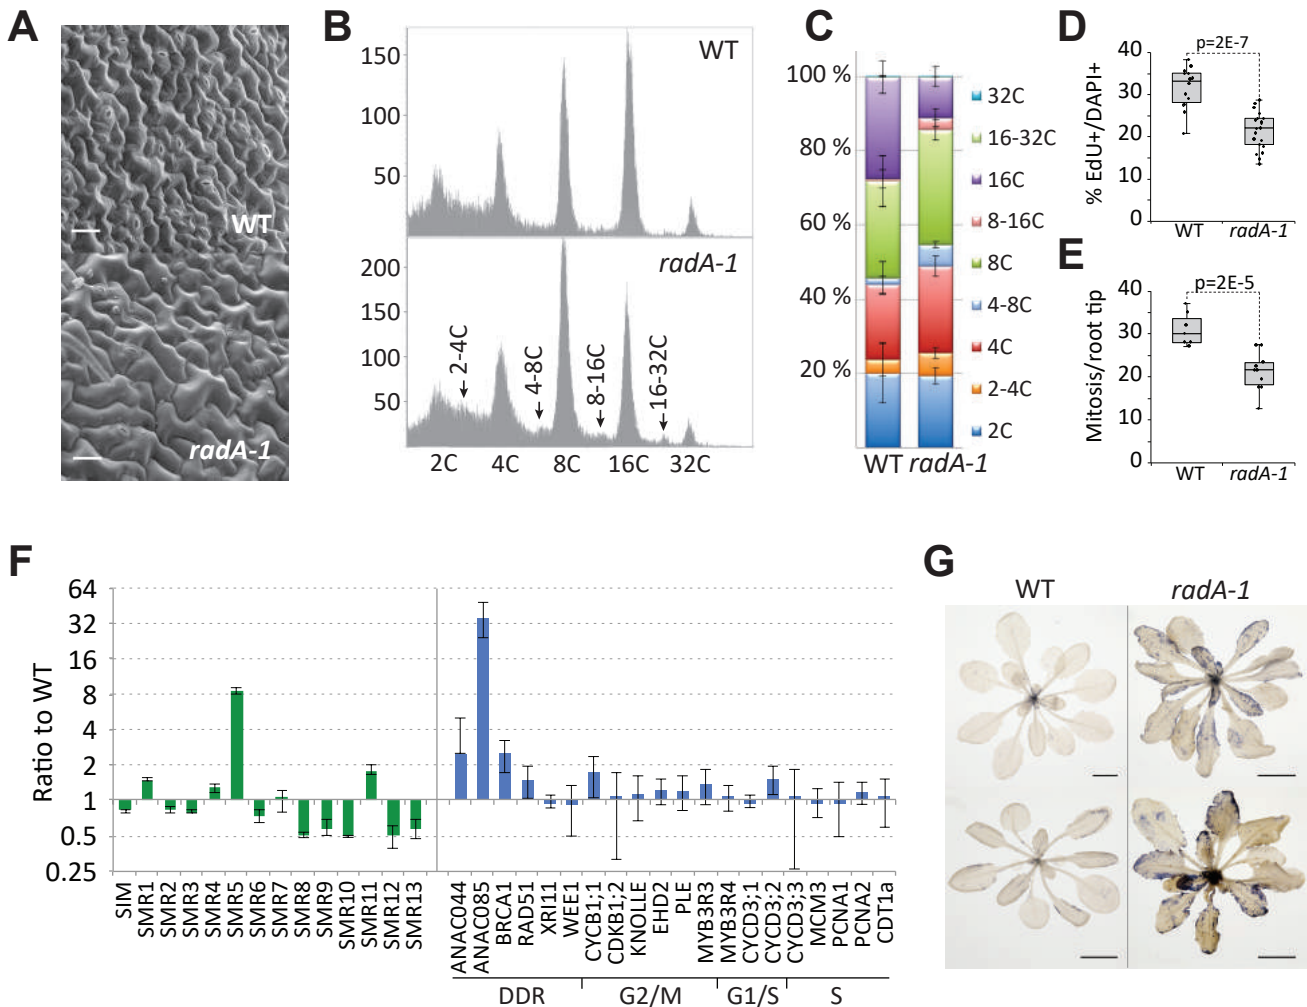 A
WT
radA-1
B
150
100
50
WT
200
150
100
50
radA-1
2-4C
4-8C
8-16C
16-32C
2C 4C 8C 16C 32C
C
100 %
80 %
60 %
40 %
20 %
WT radA-1
32C
16-32C
16C
8-16C
8C
4-8C
4C
2-4C
2C
D
% EdU+/DAPI+
40
30
20
10
0
p=2E-7
WT radA-1
E
Mitosis/root tip
40
30
20
10
0
p=2E-5
WT radA-1
F
Ratio to WT
64
32
16
8
4
2
1
0.5
0.25
SIM
SMR1
SMR2
SMR3
SMR4
SMR5
SMR6
SMR7
SMR8
SMR9
SMR10
SMR11
SMR12
SMR13
ANAC044
ANAC085
BRCA1
RAD51
XRI11
WEE1
CYCB1;1
CDKB1;2
KNOLLE
EHD2
PLE
MYB3R3
MYB3R4
CYCD3;1
CYCD3;2
CYCD3;3
MCM3
PCNA1
PCNA2
CDT1a
DDR G2/M G1/S S
G
WT radA-1